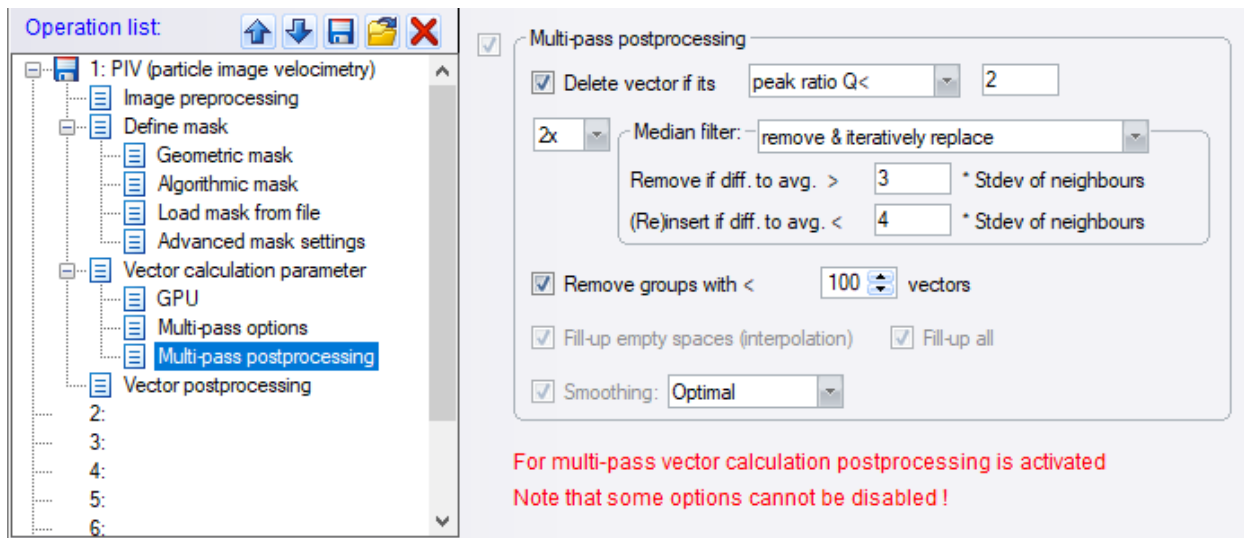 Operation list:
1: PIV (particle image velocimetry)
Image preprocessing
Define mask
Geometric mask
Algorithmic mask
Load mask from file
Advanced mask settings
Vector calculation parameter
GPU
Multi-pass options
Multi-pass postprocessing
Vector postprocessing
2:
3:
4:
5:
6:
Multi-pass postprocessing
Delete vector if its peak ratio Q< 2
2x Median filter: remove & iteratively replace
Remove if diff. to avg. > 3 * Stdev of neighbours
(Re)insert if diff. to avg. < 4 * Stdev of neighbours
Remove groups with < 100 vectors
Fill-up empty spaces (interpolation) Fill-up all
Smoothing: Optimal
For multi-pass vector calculation postprocessing is activated
Note that some options cannot be disabled !